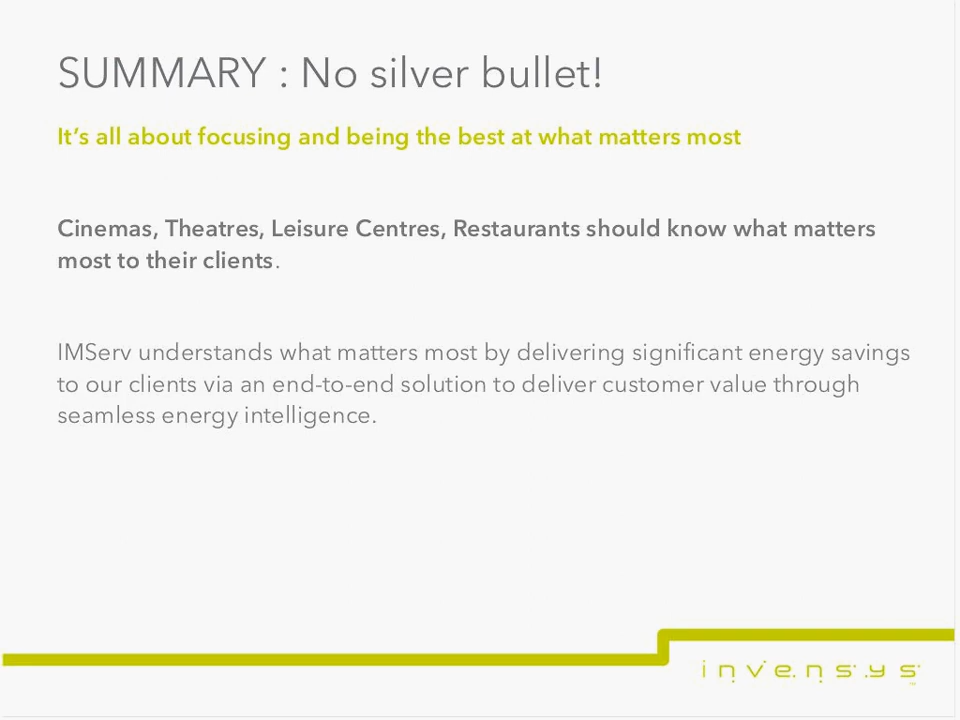 SUMMARY : No silver bullet!
It's all about focusing and being the best at what matters most
Cinemas, Theatres, Leisure Centres, Restaurants should know what matters
most to their clients.
IMServ understands what matters most by delivering significant energy savings
to our clients via an end-to-end solution to deliver customer value through
seamless energy intelligence.
invensys
™